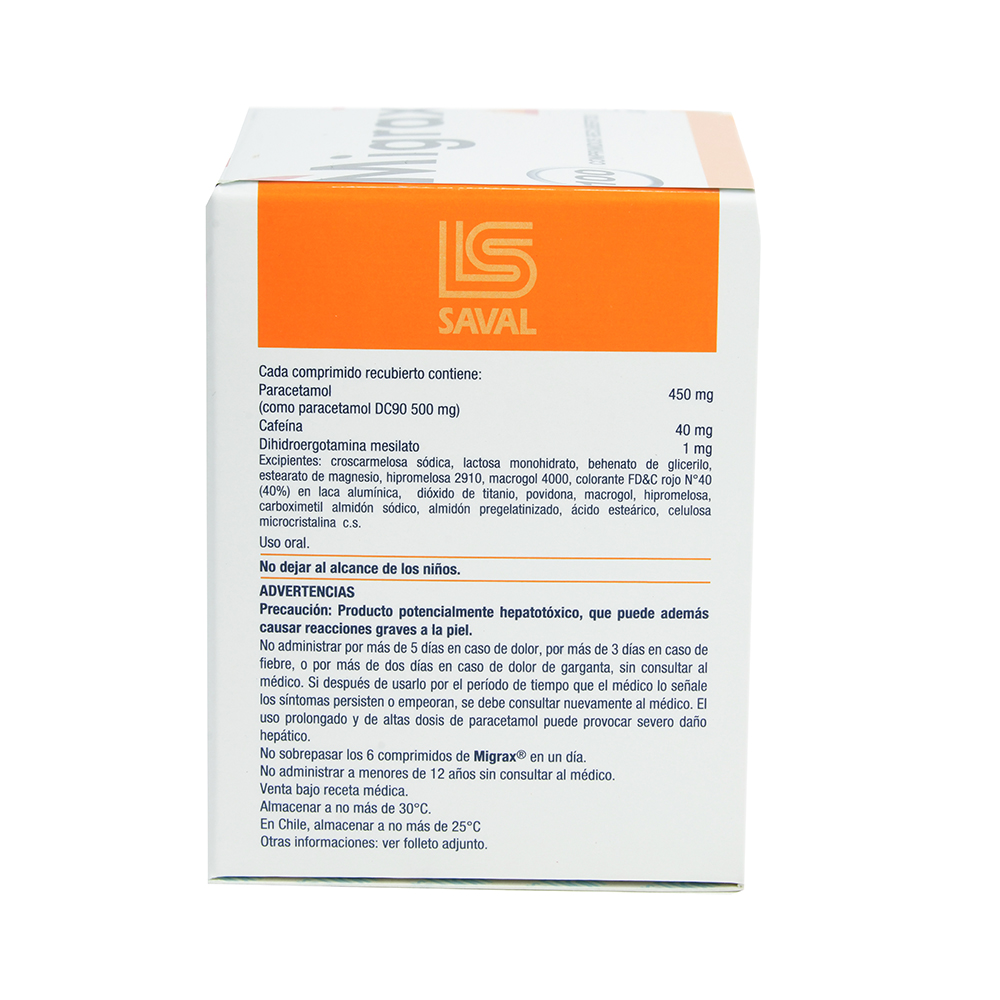 Migrax
100 COMPRIMIDOS RECUBIERTOS
LS
SAVAL
Cada comprimido recubierto contiene:
Paracetamol 450 mg
(como paracetamol DC90 500 mg)
Cafeína 40 mg
Dihidroergotamina mesilato 1 mg
Excipientes: croscarmelosa sódica, lactosa monohidrato, behenato de glicerilo,
estearato de magnesio, hipromelosa 2910, macrogol 4000, colorante FD&C rojo N°40
(40%) en laca alumínica, dióxido de titanio, povidona, macrogol, hipromelosa,
carboximetil almidón sódico, almidón pregelatinizado, ácido esteárico, celulosa
microcristalina c.s.
Uso oral.
No dejar al alcance de los niños.
ADVERTENCIAS
Precaución: Producto potencialmente hepatotóxico, que puede además
causar reacciones graves a la piel.
No administrar por más de 5 días en caso de dolor, por más de 3 días en caso de
fiebre, o por más de dos días en caso de dolor de garganta, sin consultar al
médico. Si después de usarlo por el período de tiempo que el médico lo señale
los síntomas persisten o empeoran, se debe consultar nuevamente al médico. El
uso prolongado y de altas dosis de paracetamol puede provocar severo daño
hepático.
No sobrepasar los 6 comprimidos de Migrax® en un día.
No administrar a menores de 12 años sin consultar al médico.
Venta bajo receta médica.
Almacenar a no más de 30°C.
En Chile, almacenar a no más de 25°C
Otras informaciones: ver folleto adjunto.